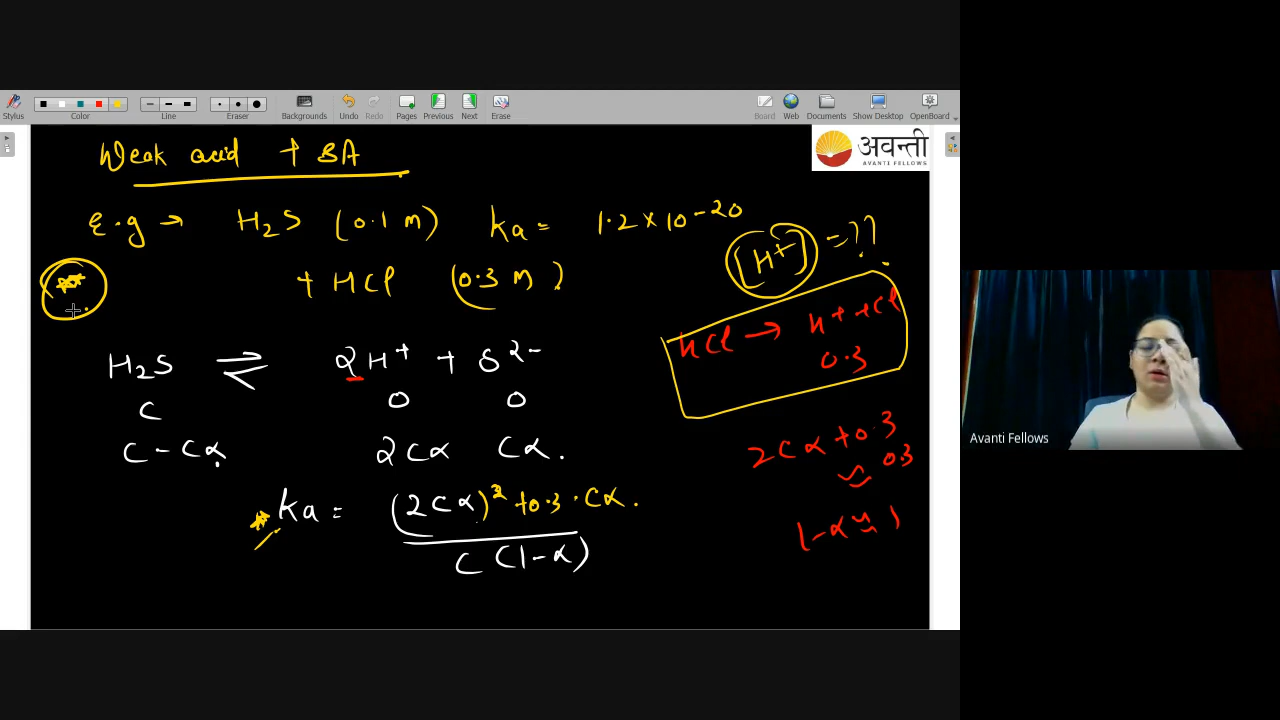 Stylus
Color
Line
Eraser
Backgrounds
Undo
Redo
Pages
Previous
Next
Erase
Board
Web
Documents
Show Desktop
OpenBoard
अवन्ती
AVANTI FELLOWS
Weak acid + SA
e.g → H2S (0.1 m) ka = 1.2 × 10-20
[H+] = ??
+ HCl (0.3 m)
HCl → H+ + Cl
0.3
H2S ⇌ 2H+ + S2-
C 0 0
C - Cα 2Cα Cα.
2Cα + 0.3
≈ 0.3
ka = (2Cα)2 + 0.3 . Cα.
C (1-α)
1-α ≈ 1
Avanti Fellows